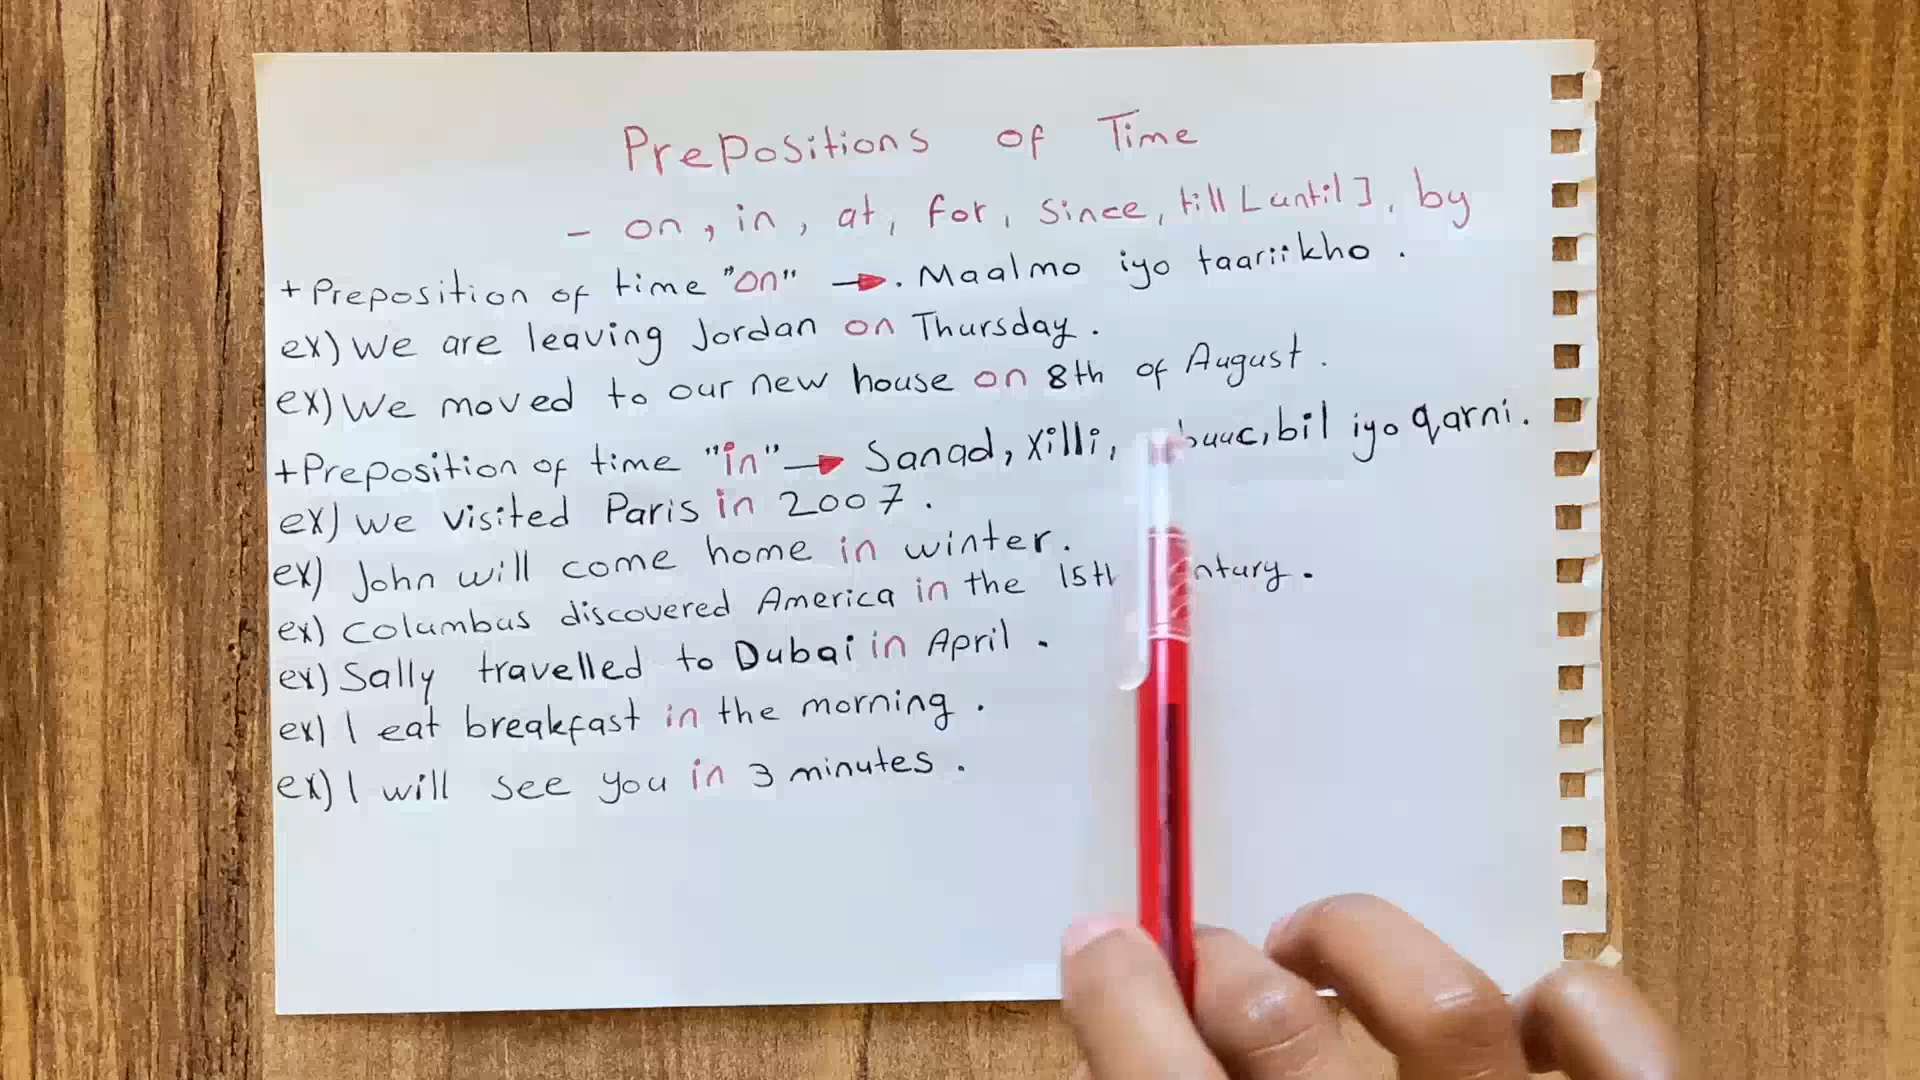 Prepositions of Time
- on, in, at, for, since, till [until], by
+Preposition of time "on" → . Maalmo iyo taariikho .
ex) We are leaving Jordan on Thursday .
ex) We moved to our new house on 8th of August .
+Preposition of time "in" → Sanad, Xilli, bil iyo qarni .
ex) we visited Paris in 2007 .
ex) John will come home in winter .
ex) Columbus discovered America in the 15th .
ex) Sally travelled to Dubai in April .
ex) I eat breakfast in the morning .
ex) I will see you in 3 minutes .